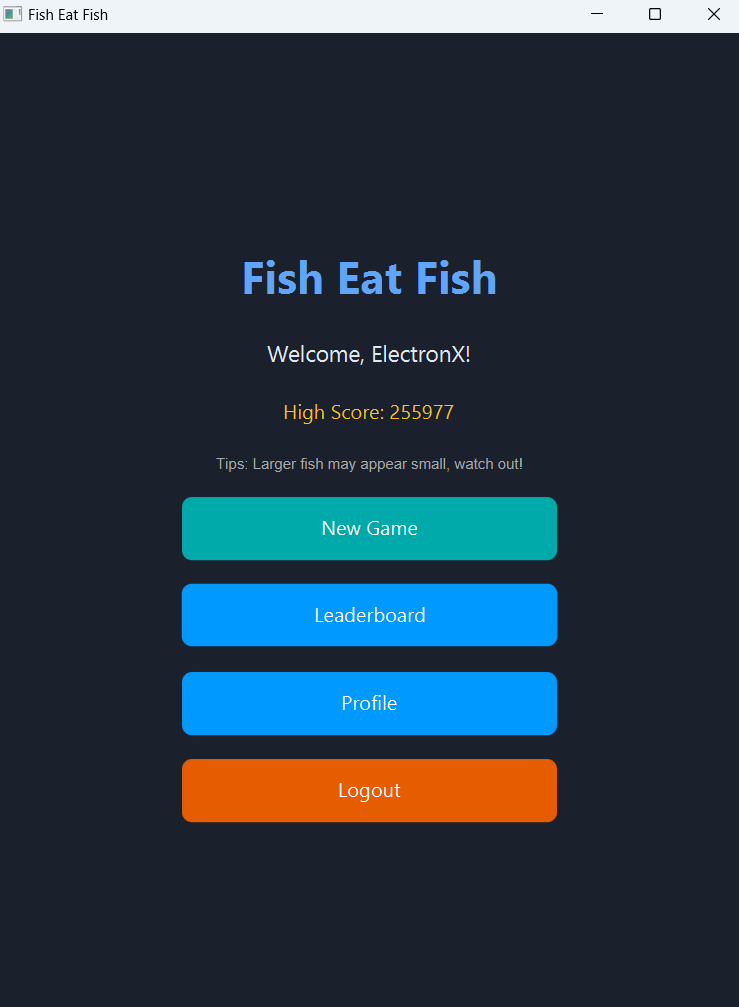 Fish Eat Fish
Fish Eat Fish
Welcome, ElectronX!
High Score: 255977
Tips: Larger fish may appear small, watch out!
New Game
Leaderboard
Profile
Logout